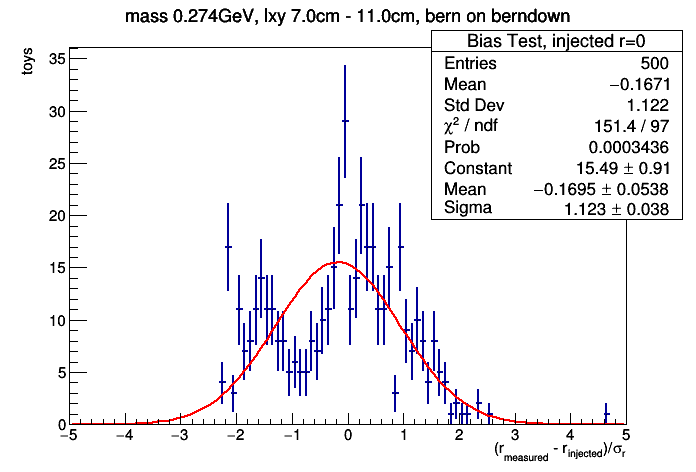 mass 0.274GeV, lxy 7.0cm - 11.0cm, bern on berndown
Bias Test, injected r=0
Entries 500
Mean −0.1671
Std Dev 1.122
χ² / ndf 151.4 / 97
Prob 0.0003436
Constant 15.49 ± 0.91
Mean −0.1695 ± 0.0538
Sigma 1.123 ± 0.038
toys
35
30
25
20
15
10
5
0
−5 −4 −3 −2 −1 0 1 2 3 4 5
(r_measured - r_injected)/σ_r